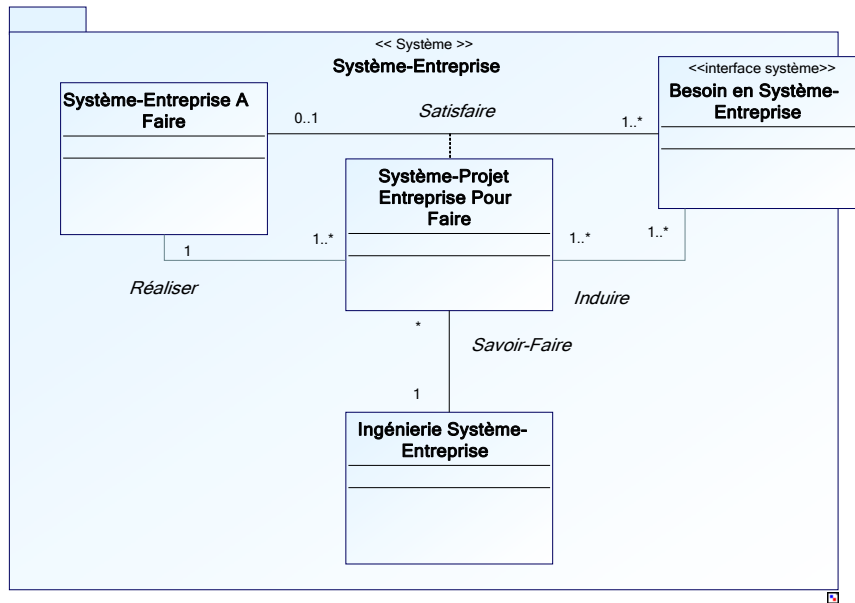 << Système >>
Système-Entreprise
<<interface système>>
Besoin en Système-
Entreprise
Système-Entreprise A
Faire
0..1
Satisfaire
1..*
Système-Projet
Entreprise Pour
Faire
1
1..*
1..*
1..*
Réaliser
Induire
*
Savoir-Faire
1
Ingénierie Système-
Entreprise